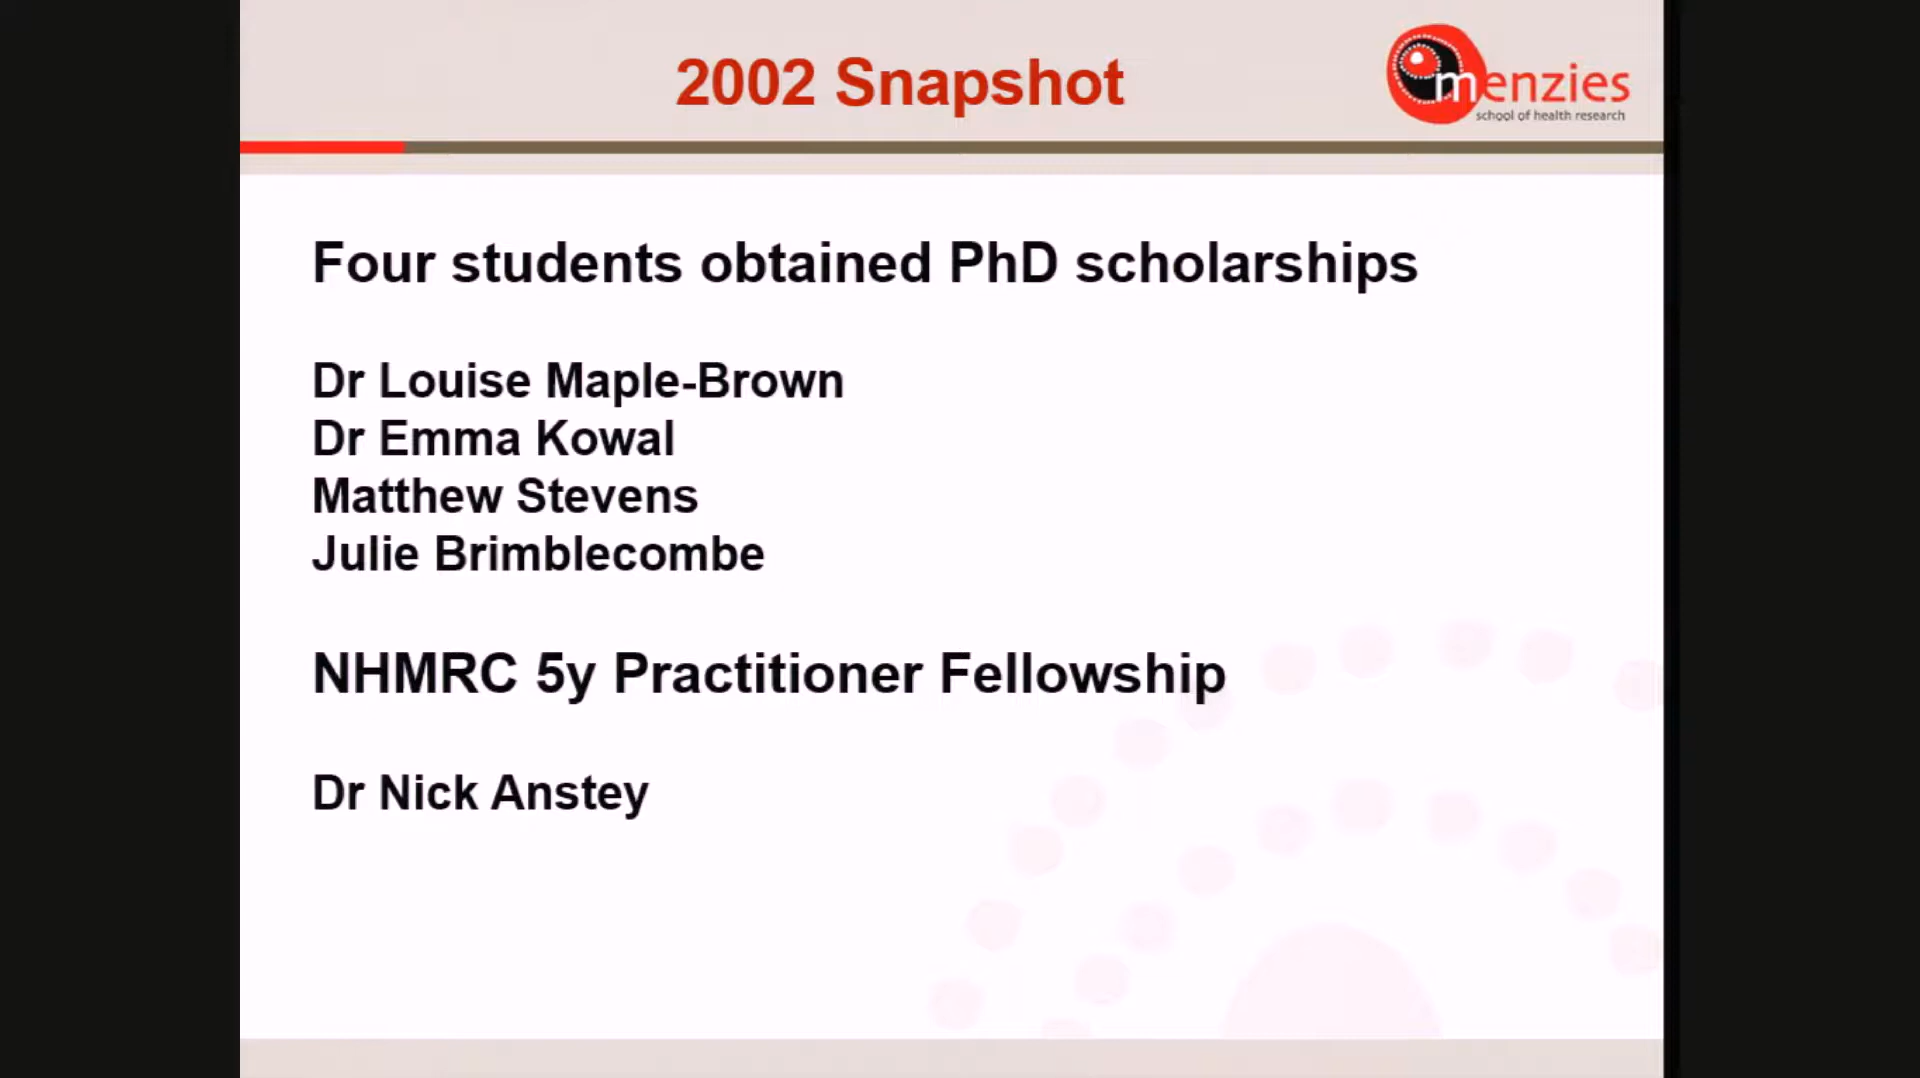 2002 Snapshot
menzies
school of health research
Four students obtained PhD scholarships
Dr Louise Maple-Brown
Dr Emma Kowal
Matthew Stevens
Julie Brimblecombe
NHMRC 5y Practitioner Fellowship
Dr Nick Anstey